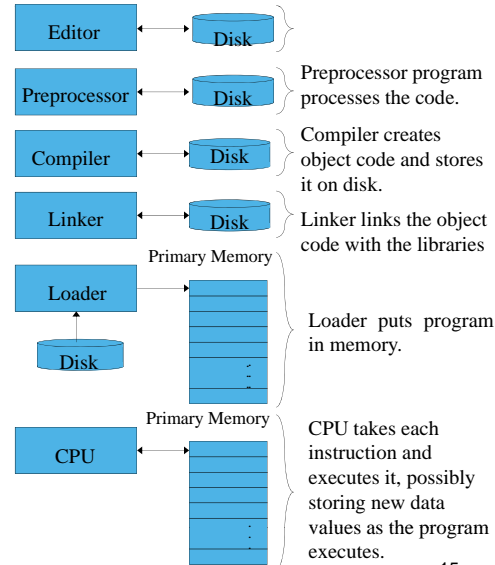 Editor
Disk
Preprocessor
Disk
Preprocessor program
processes the code.
Compiler
Disk
Compiler creates
object code and stores
it on disk.
Linker
Disk
Linker links the object
code with the libraries
Primary Memory
Loader
Disk
Loader puts program
in memory.
Primary Memory
CPU
CPU takes each
instruction and
executes it, possibly
storing new data
values as the program
executes.